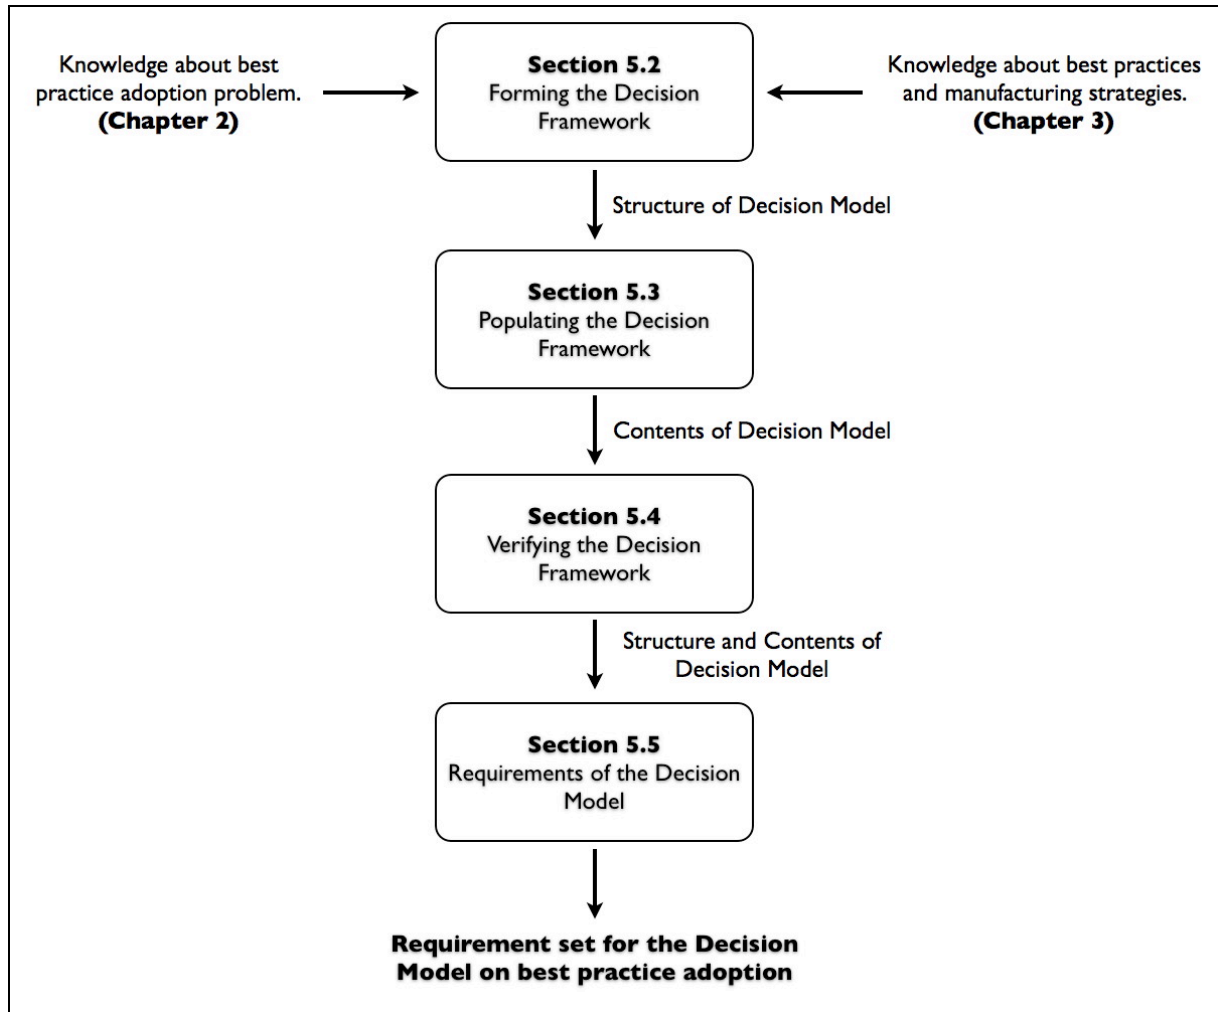 Knowledge about best
practice adoption problem.
(Chapter 2)
Section 5.2
Forming the Decision
Framework
Knowledge about best practices
and manufacturing strategies.
(Chapter 3)
Structure of Decision Model
Section 5.3
Populating the Decision
Framework
Contents of Decision Model
Section 5.4
Verifying the Decision
Framework
Structure and Contents of
Decision Model
Section 5.5
Requirements of the Decision
Model
Requirement set for the Decision
Model on best practice adoption